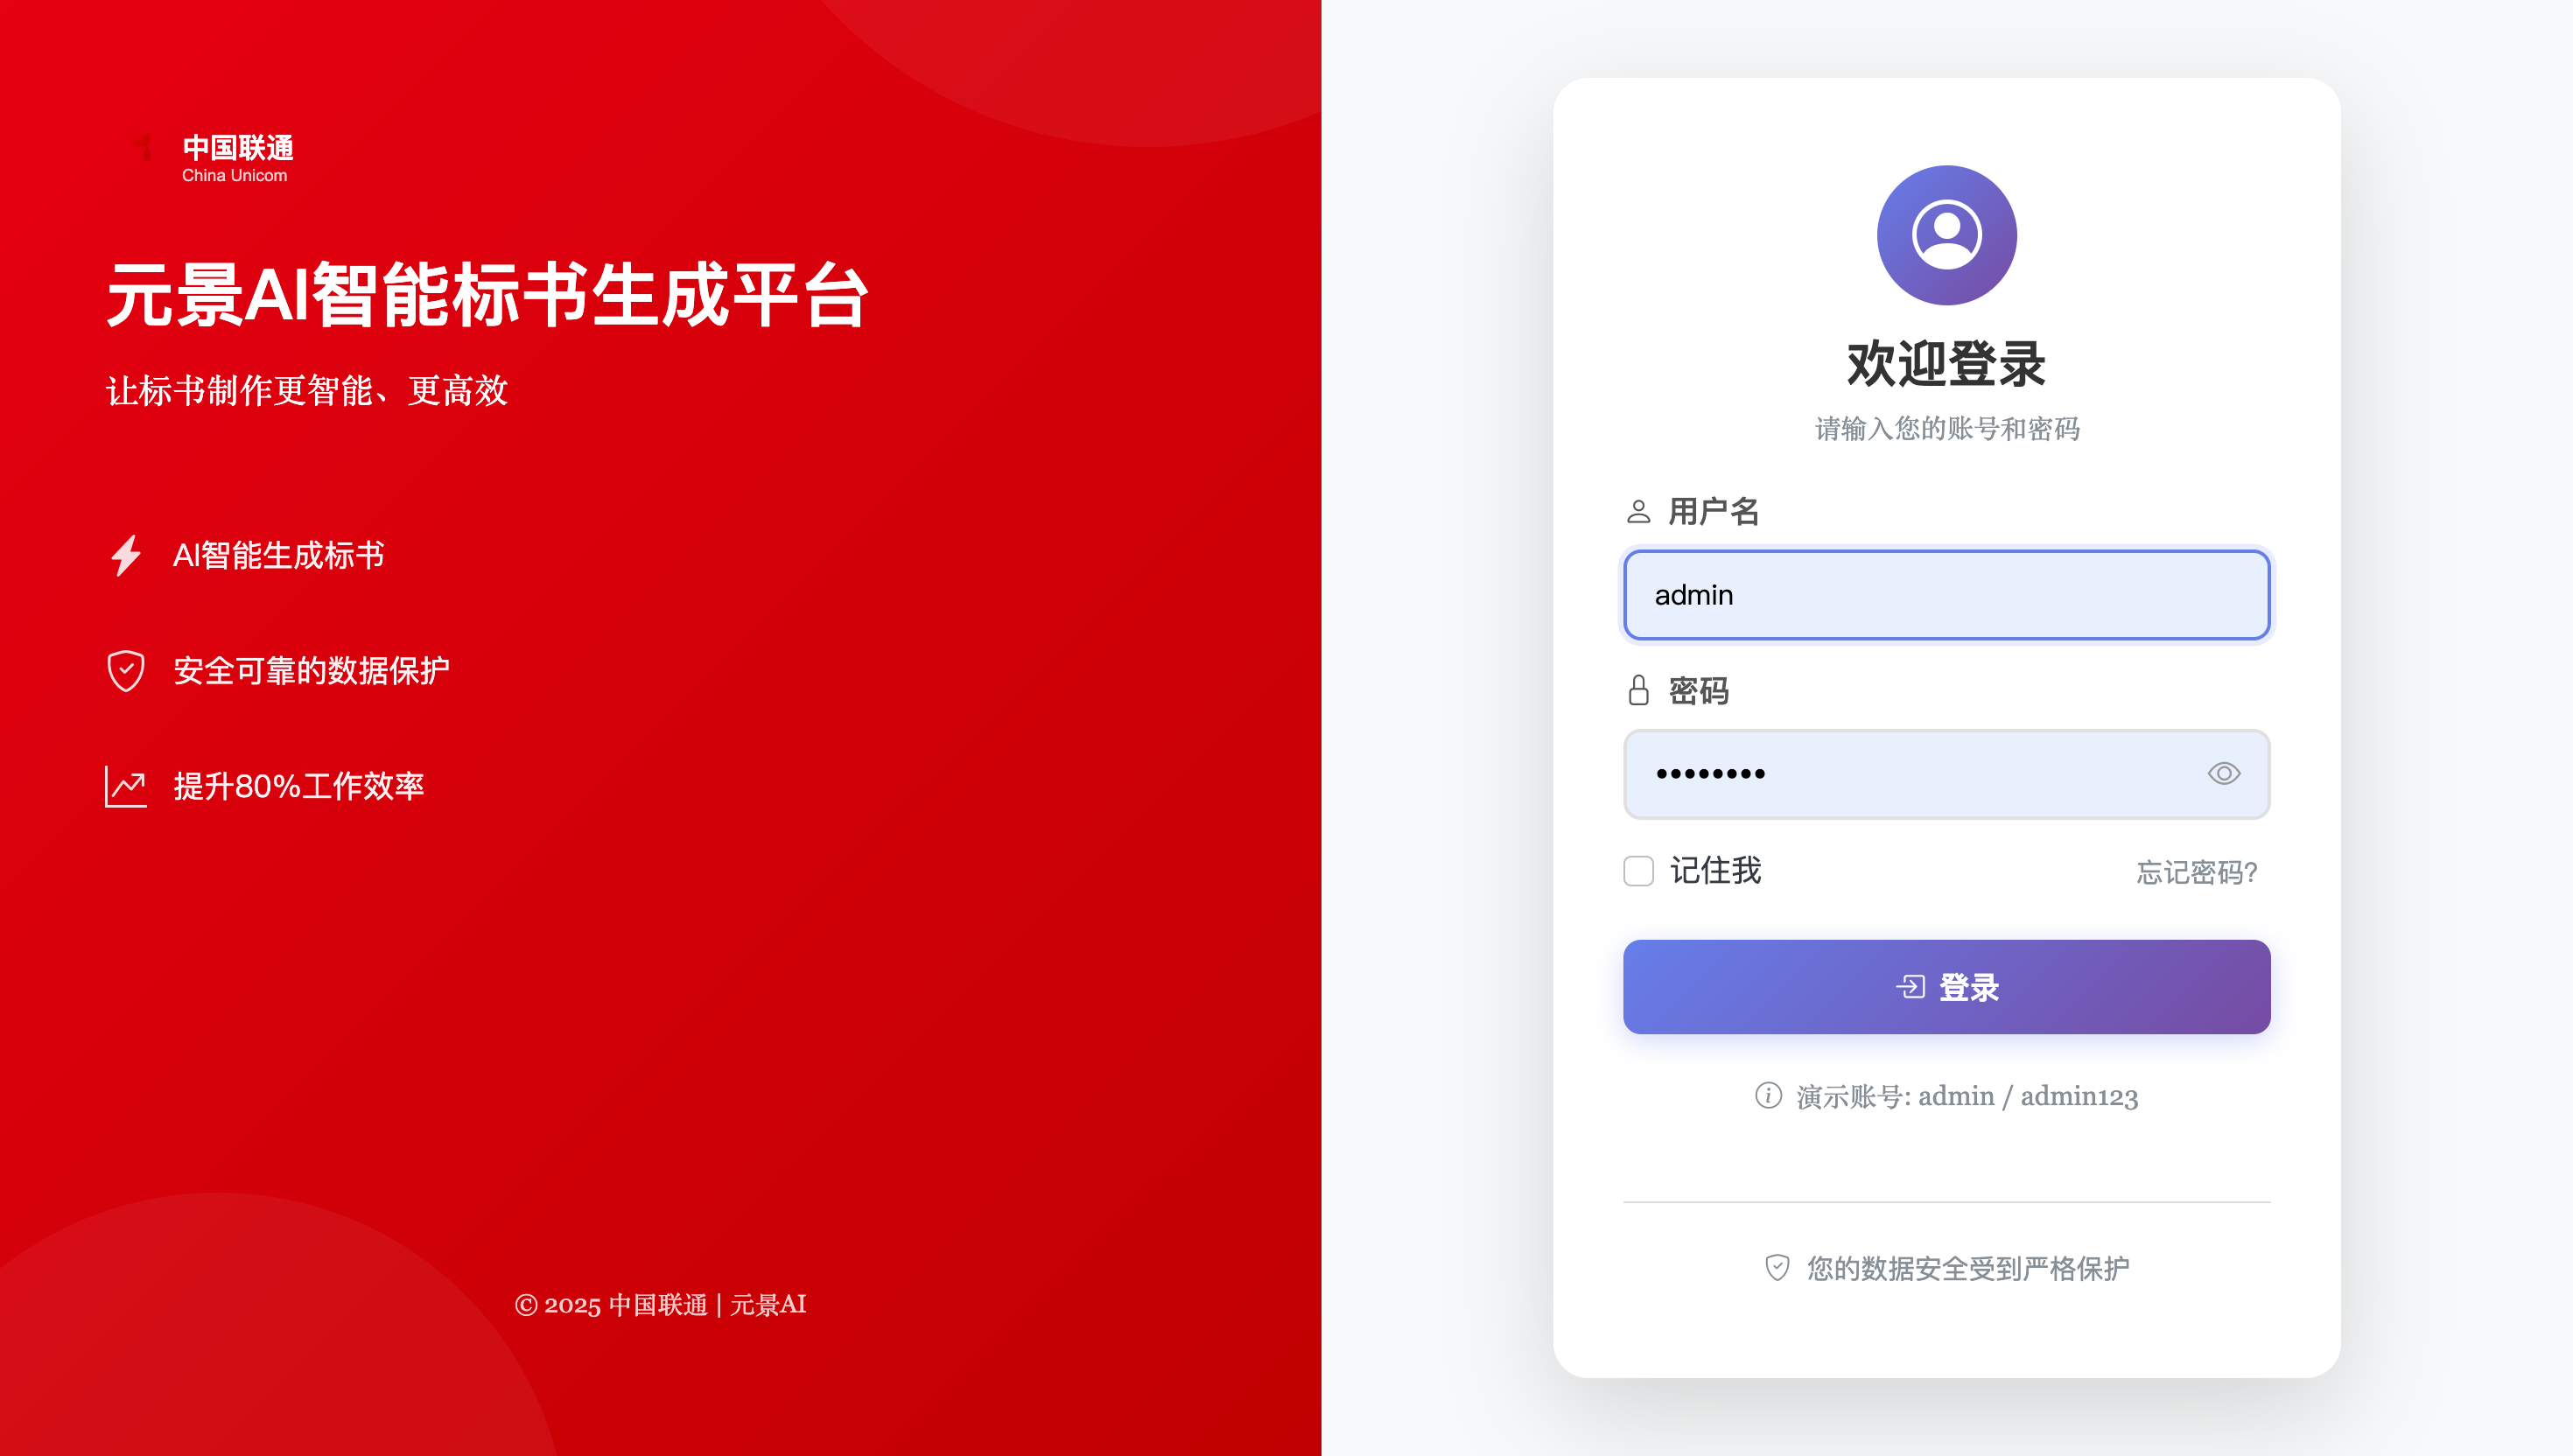 中国联通
China Unicom
元景AI智能标书生成平台
让标书制作更智能、更高效
AI智能生成标书
安全可靠的数据保护
提升80%工作效率
© 2025 中国联通 | 元景AI
欢迎登录
请输入您的账号和密码
用户名
admin
密码
••••••••
记住我
忘记密码?
登录
演示账号: admin / admin123
您的数据安全受到严格保护